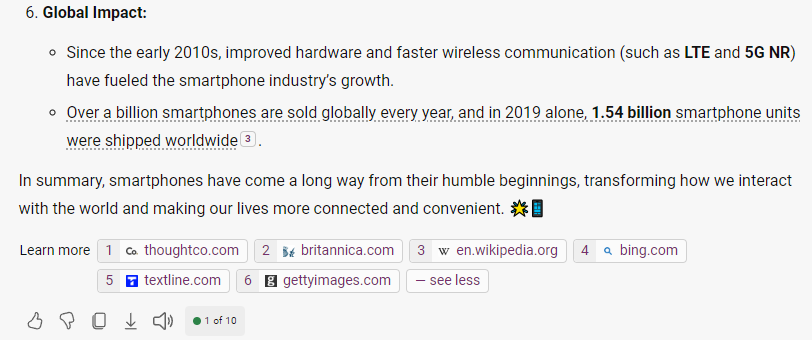 6. Global Impact:
Since the early 2010s, improved hardware and faster wireless communication (such as LTE and 5G NR)
have fueled the smartphone industry's growth.
Over a billion smartphones are sold globally every year, and in 2019 alone, 1.54 billion smartphone units
were shipped worldwide 3 .
In summary, smartphones have come a long way from their humble beginnings, transforming how we interact
with the world and making our lives more connected and convenient. 🌟📱
Learn more 1 Co. thoughtco.com 2 britannica.com 3 W en.wikipedia.org 4 bing.com
5 textline.com 6 g gettyimages.com — see less
1 of 10